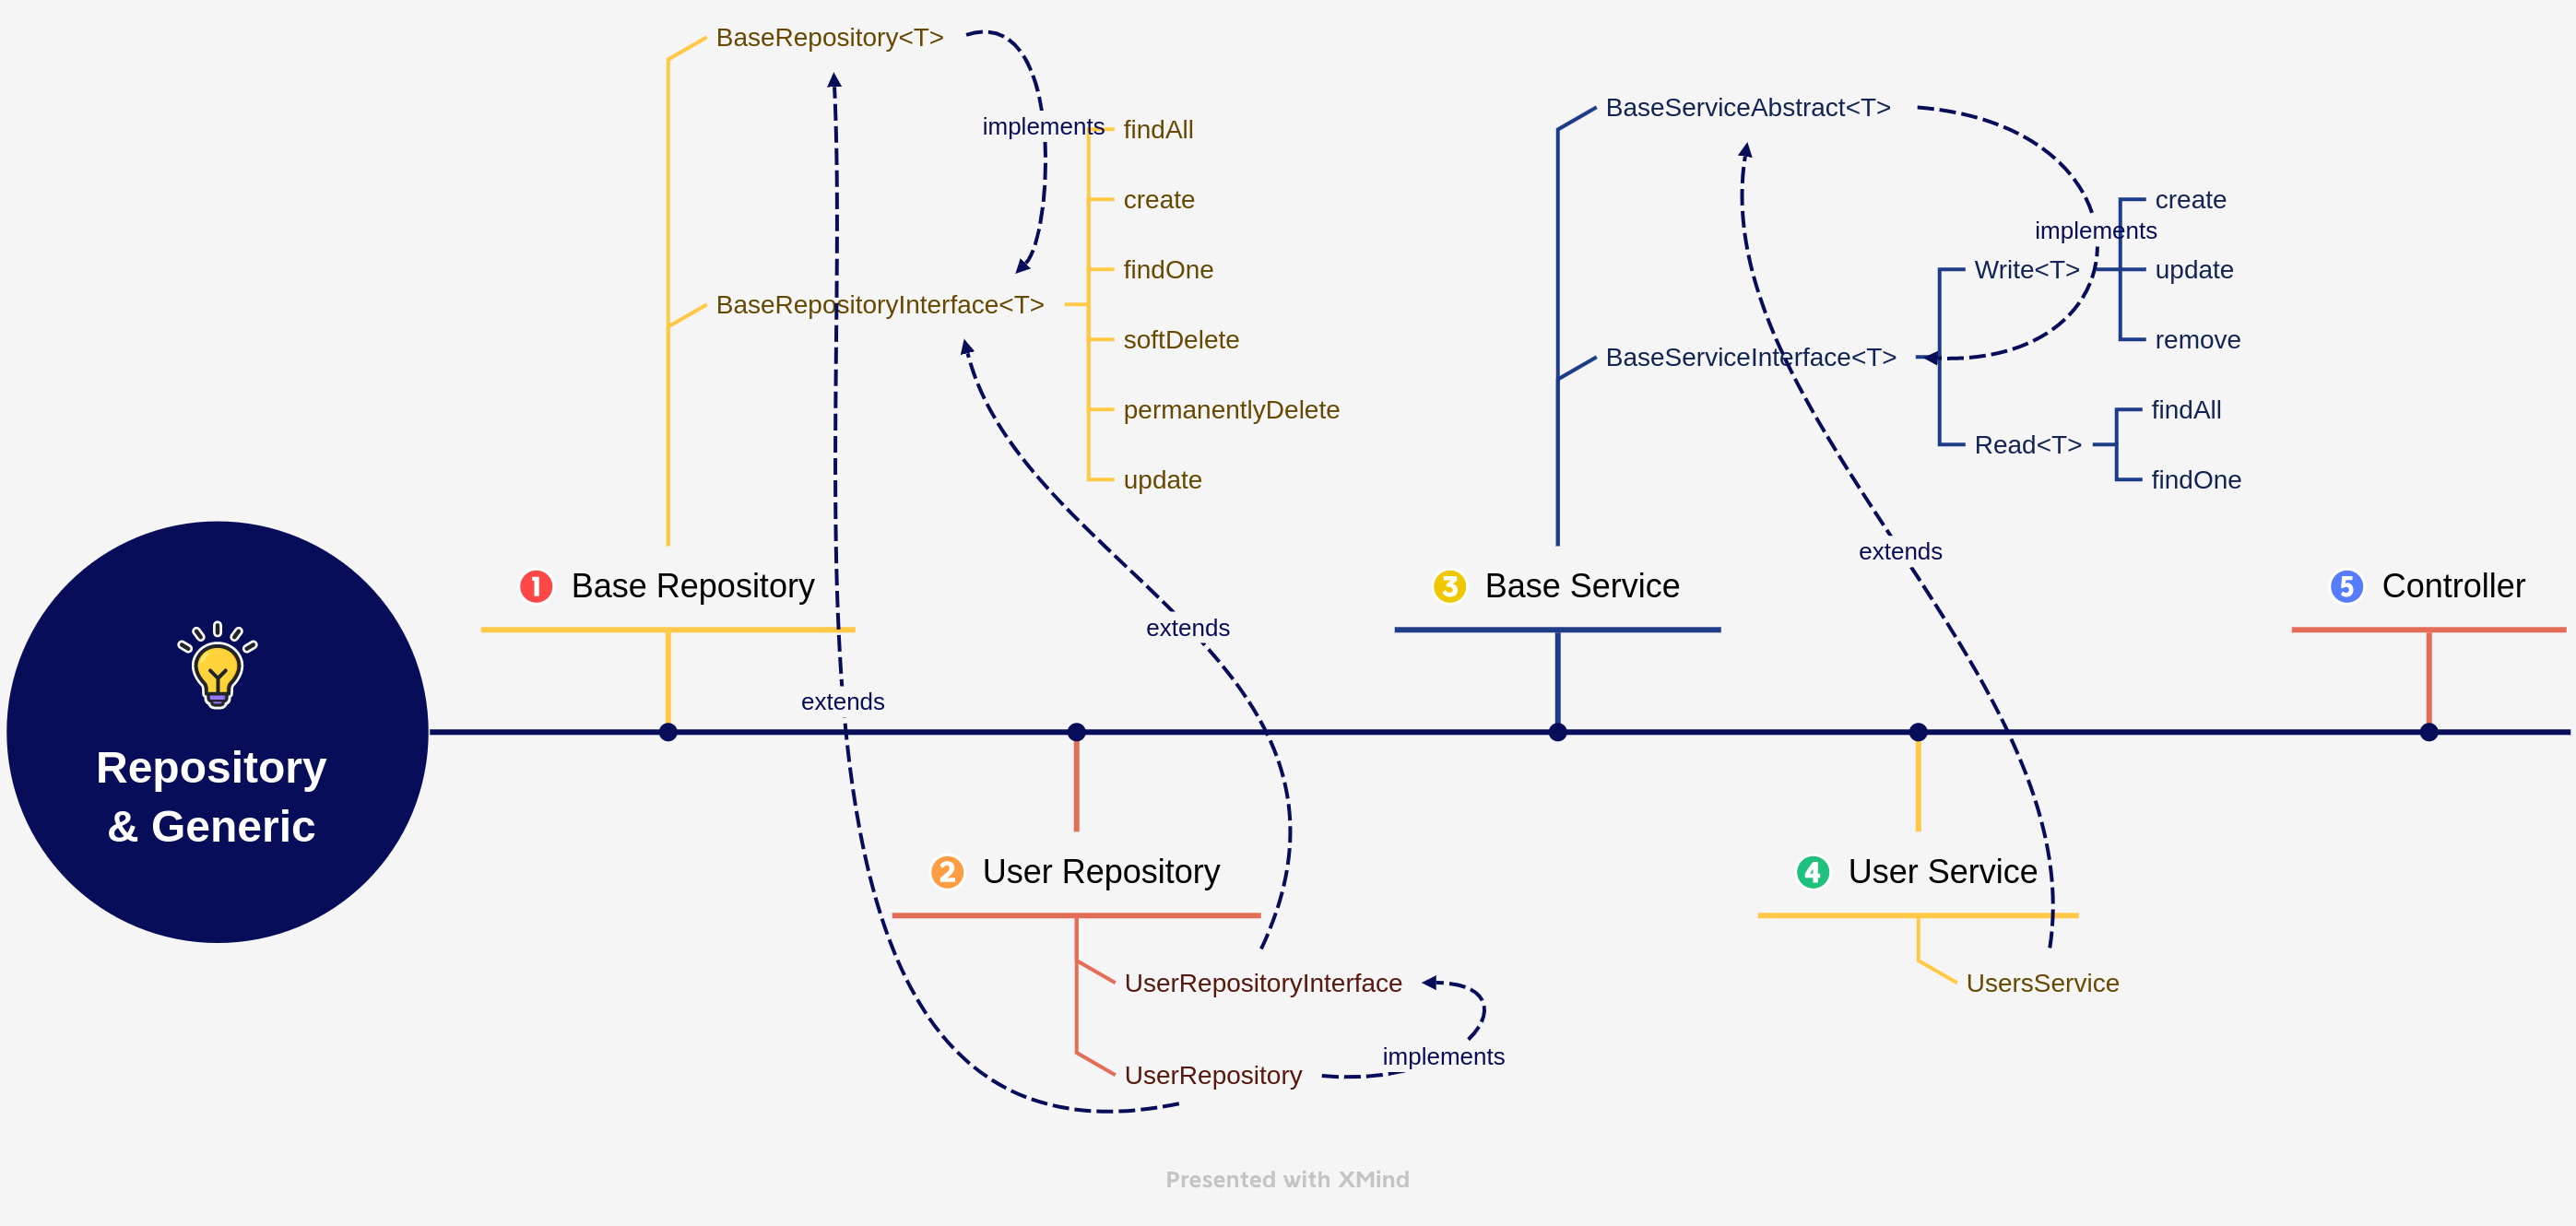 BaseRepository<T>
implements
findAll
create
findOne
BaseRepositoryInterface<T>
softDelete
permanentlyDelete
update
1 Base Repository
extends
extends
BaseServiceAbstract<T>
implements
create
Write<T>
update
remove
BaseServiceInterface<T>
findAll
Read<T>
findOne
extends
3 Base Service
5 Controller
Repository
& Generic
2 User Repository
UserRepositoryInterface
implements
UserRepository
4 User Service
UsersService
Presented with XMind